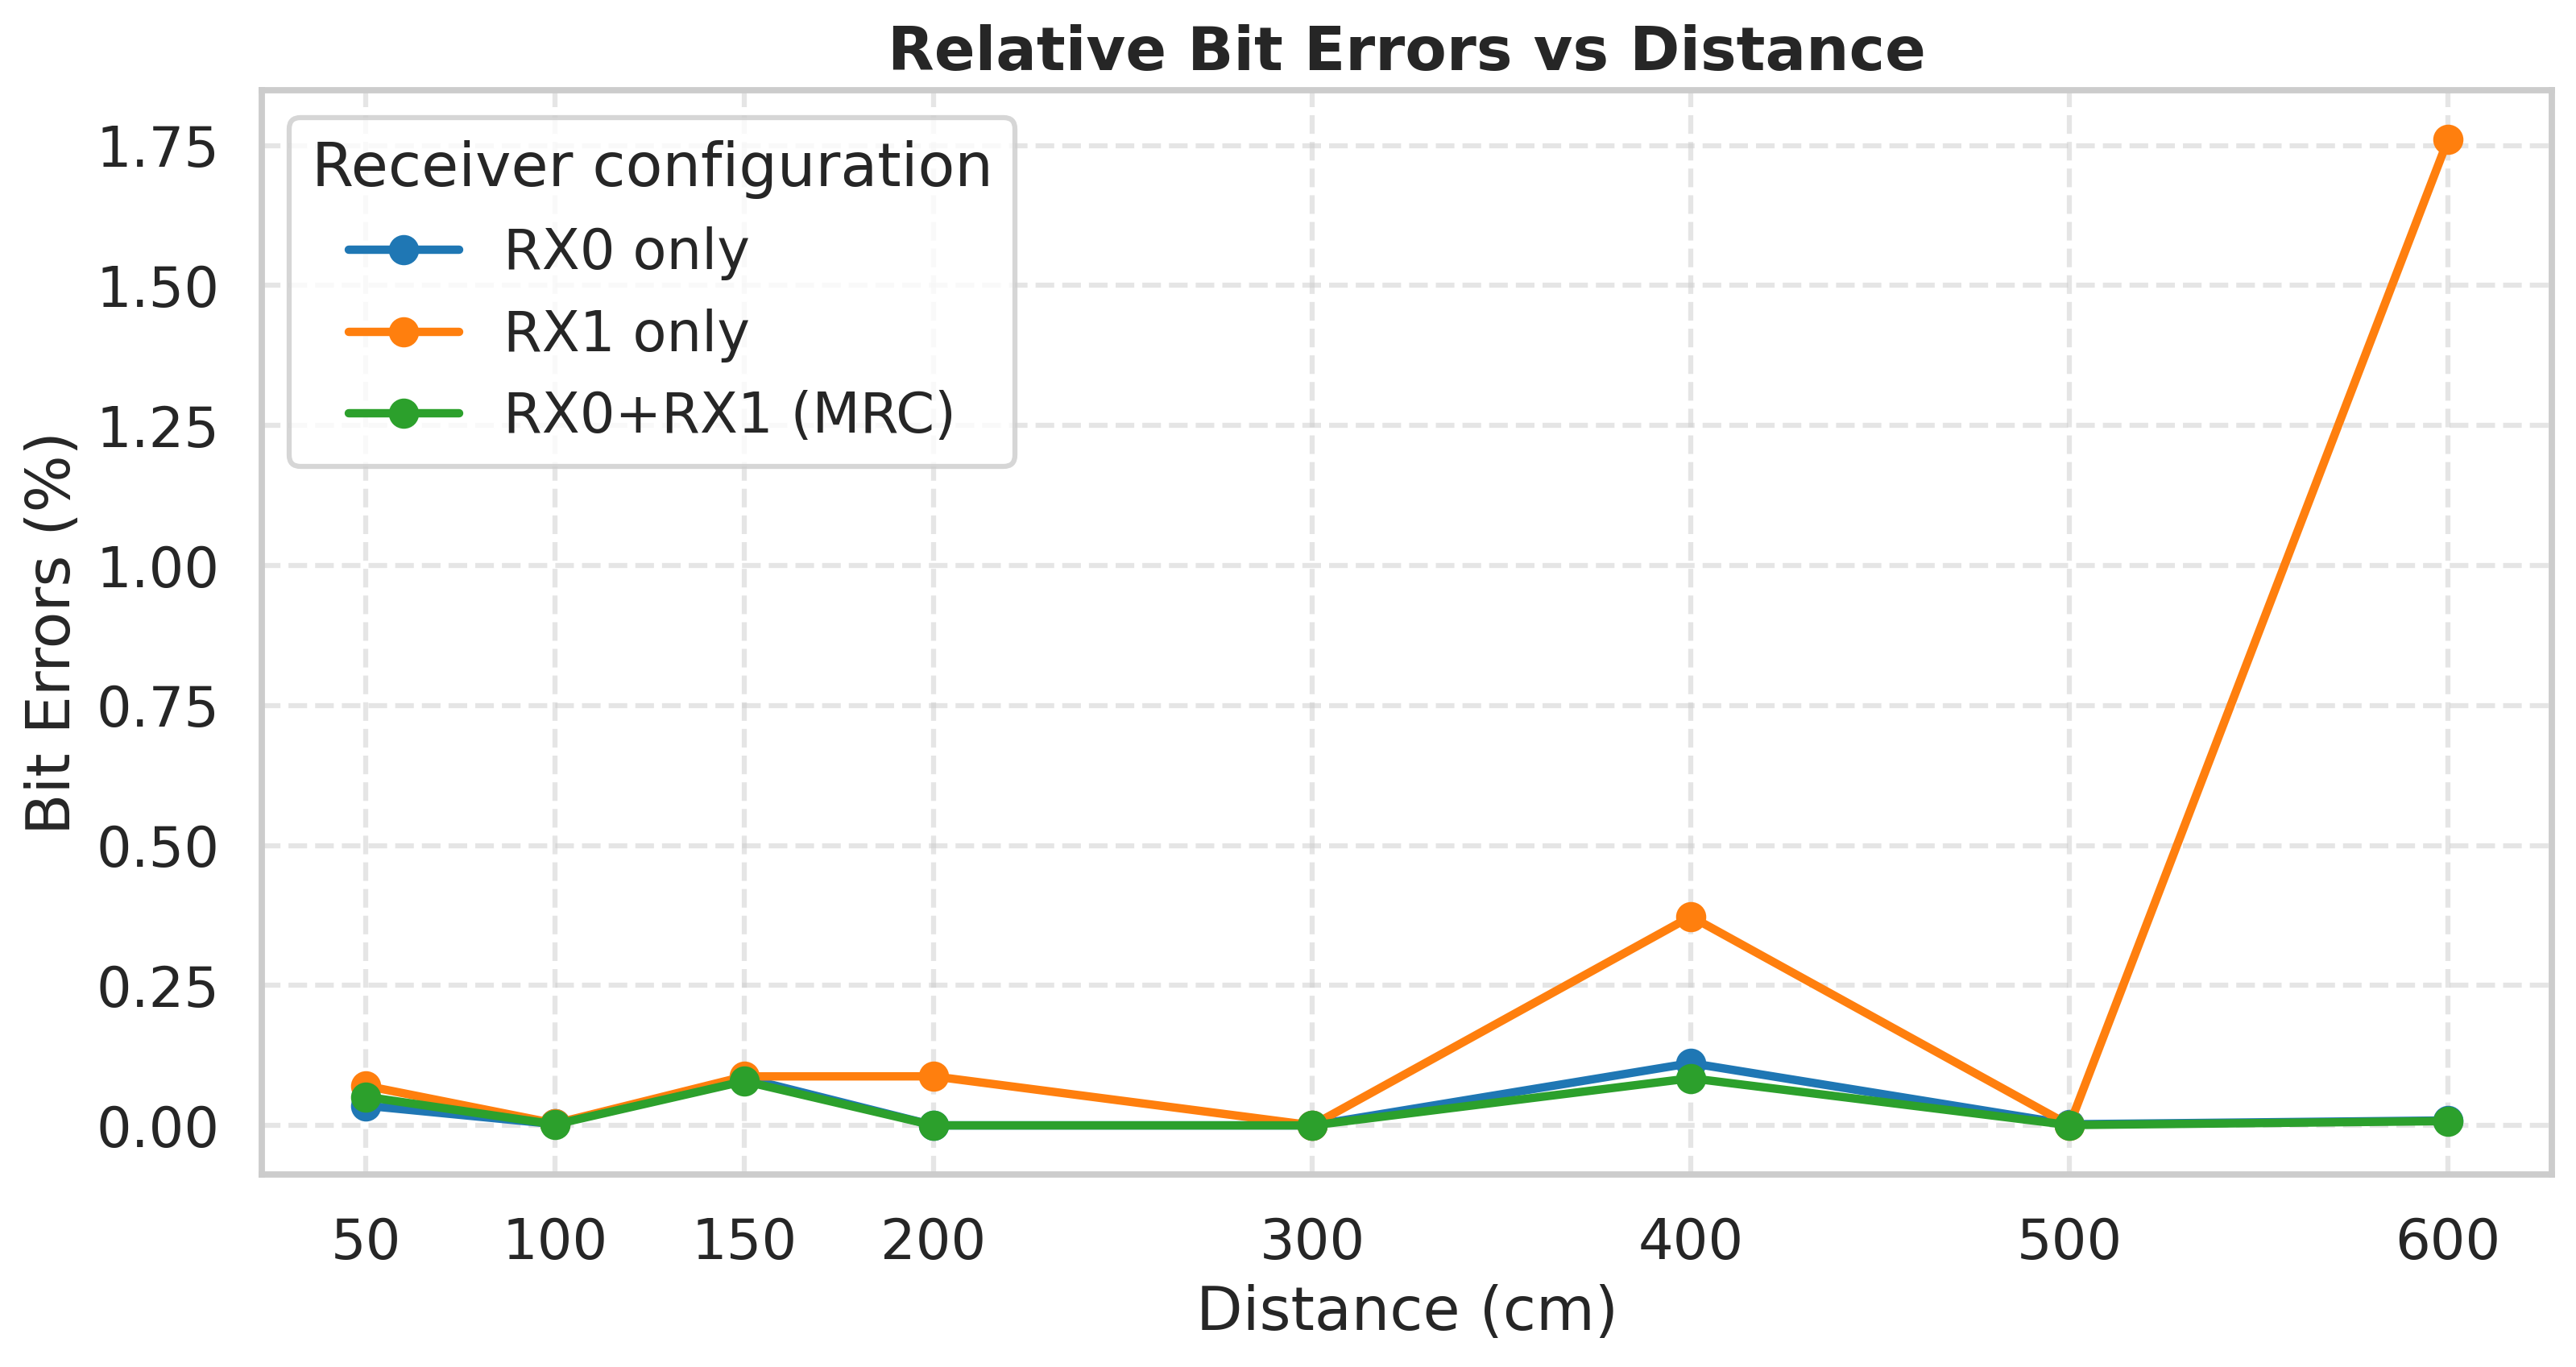 Relative Bit Errors vs Distance
Receiver configuration
RX0 only
RX1 only
RX0+RX1 (MRC)
Bit Errors (%)
1.75
1.50
1.25
1.00
0.75
0.50
0.25
0.00
50 100 150 200 300 400 500 600
Distance (cm)